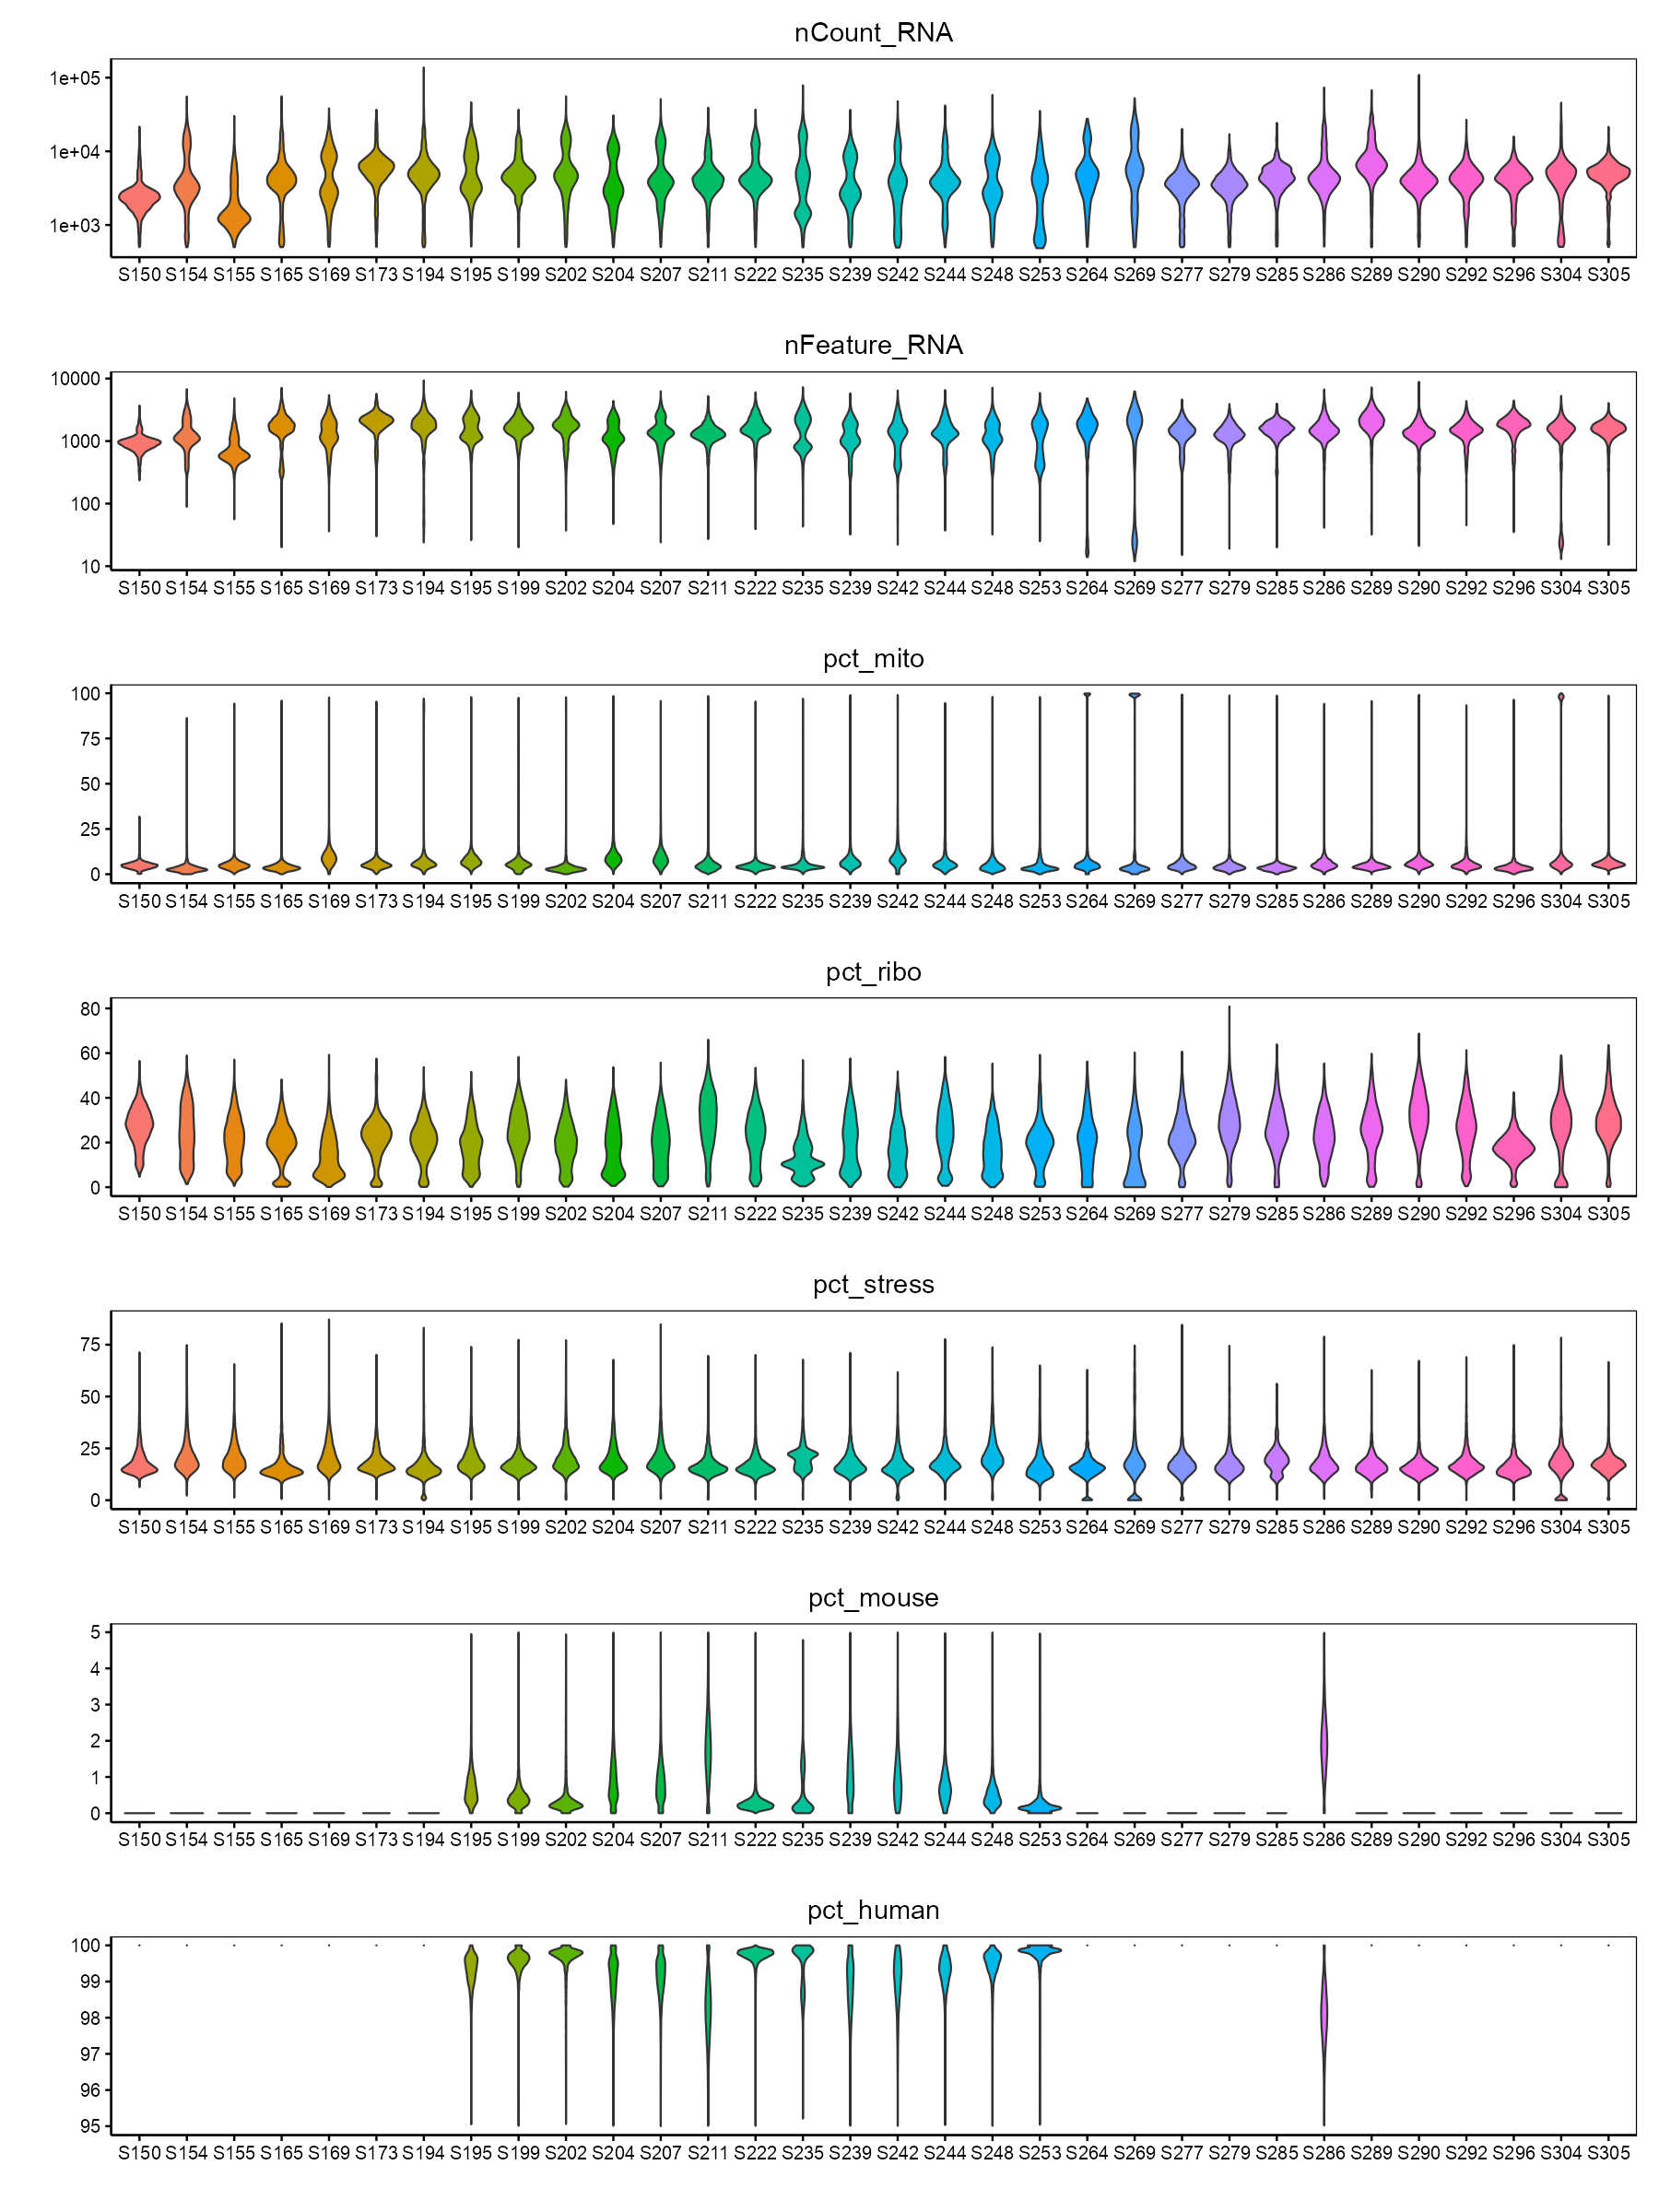 nCount_RNA
1e+05
1e+04
1e+03
S150 S154 S155 S165 S169 S173 S194 S195 S199 S202 S204 S207 S211 S222 S235 S239 S242 S244 S248 S253 S264 S269 S277 S279 S285 S286 S289 S290 S292 S296 S304 S305
nFeature_RNA
10000
1000
100
10
S150 S154 S155 S165 S169 S173 S194 S195 S199 S202 S204 S207 S211 S222 S235 S239 S242 S244 S248 S253 S264 S269 S277 S279 S285 S286 S289 S290 S292 S296 S304 S305
pct_mito
100
75
50
25
0
S150 S154 S155 S165 S169 S173 S194 S195 S199 S202 S204 S207 S211 S222 S235 S239 S242 S244 S248 S253 S264 S269 S277 S279 S285 S286 S289 S290 S292 S296 S304 S305
pct_ribo
80
60
40
20
0
S150 S154 S155 S165 S169 S173 S194 S195 S199 S202 S204 S207 S211 S222 S235 S239 S242 S244 S248 S253 S264 S269 S277 S279 S285 S286 S289 S290 S292 S296 S304 S305
pct_stress
75
50
25
0
S150 S154 S155 S165 S169 S173 S194 S195 S199 S202 S204 S207 S211 S222 S235 S239 S242 S244 S248 S253 S264 S269 S277 S279 S285 S286 S289 S290 S292 S296 S304 S305
pct_mouse
5
4
3
2
1
0
S150 S154 S155 S165 S169 S173 S194 S195 S199 S202 S204 S207 S211 S222 S235 S239 S242 S244 S248 S253 S264 S269 S277 S279 S285 S286 S289 S290 S292 S296 S304 S305
pct_human
100
99
98
97
96
95
S150 S154 S155 S165 S169 S173 S194 S195 S199 S202 S204 S207 S211 S222 S235 S239 S242 S244 S248 S253 S264 S269 S277 S279 S285 S286 S289 S290 S292 S296 S304 S305